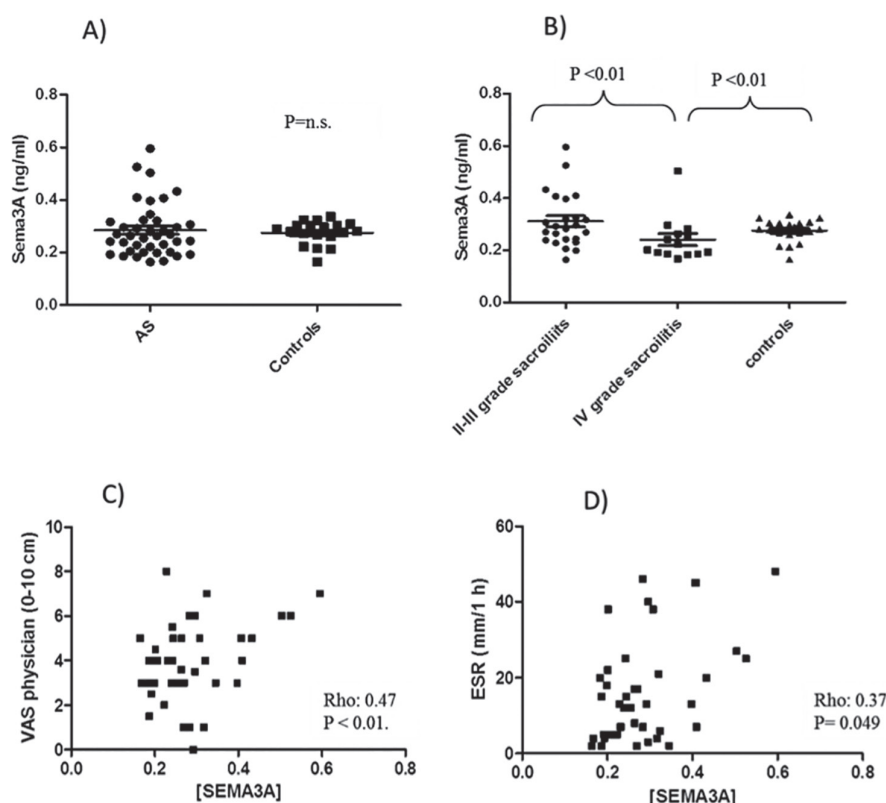 A)
Sema3A (ng/ml)
0.8
0.6
0.4
0.2
0.0
P=n.s.
AS
Controls
B)
Sema3A (ng/ml)
0.8
0.6
0.4
0.2
0.0
P <0.01
P <0.01
II-III grade sacroiliits
IV grade sacroilitis
controls
C)
VAS physician (0-10 cm)
10
8
6
4
2
0
Rho: 0.47
P < 0.01.
0.0
0.2
0.4
0.6
0.8
[SEMA3A]
D)
ESR (mm/1 h)
60
40
20
0
Rho: 0.37
P= 0.049
0.0
0.2
0.4
0.6
0.8
[SEMA3A]